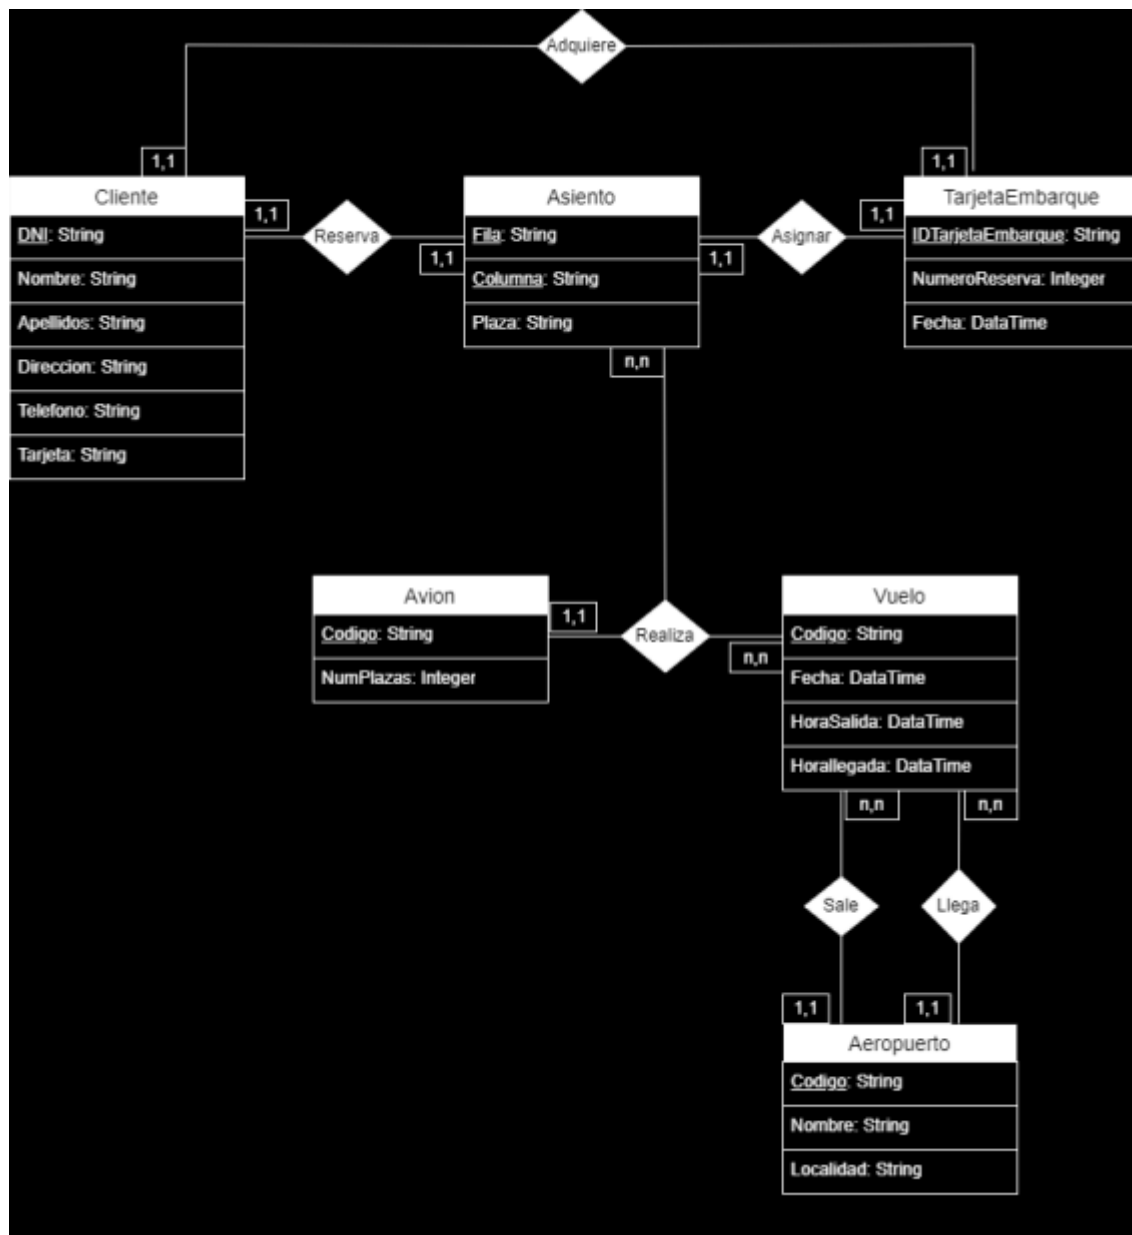 Adquiere
1,1
1,1
Cliente
DNI: String
Nombre: String
Apellidos: String
Direccion: String
Telefono: String
Tarjeta: String
1,1
Reserva
1,1
Asiento
Fila: String
Columna: String
Plaza: String
1,1
Asignar
1,1
TarjetaEmbarque
IDTarjetaEmbarque: String
NumeroReserva: Integer
Fecha: DataTime
n,n
Avion
Codigo: String
NumPlazas: Integer
1,1
Realiza
n,n
Vuelo
Codigo: String
Fecha: DataTime
HoraSalida: DataTime
Horallegada: DataTime
n,n
n,n
Sale
Llega
1,1
1,1
Aeropuerto
Codigo: String
Nombre: String
Localidad: String